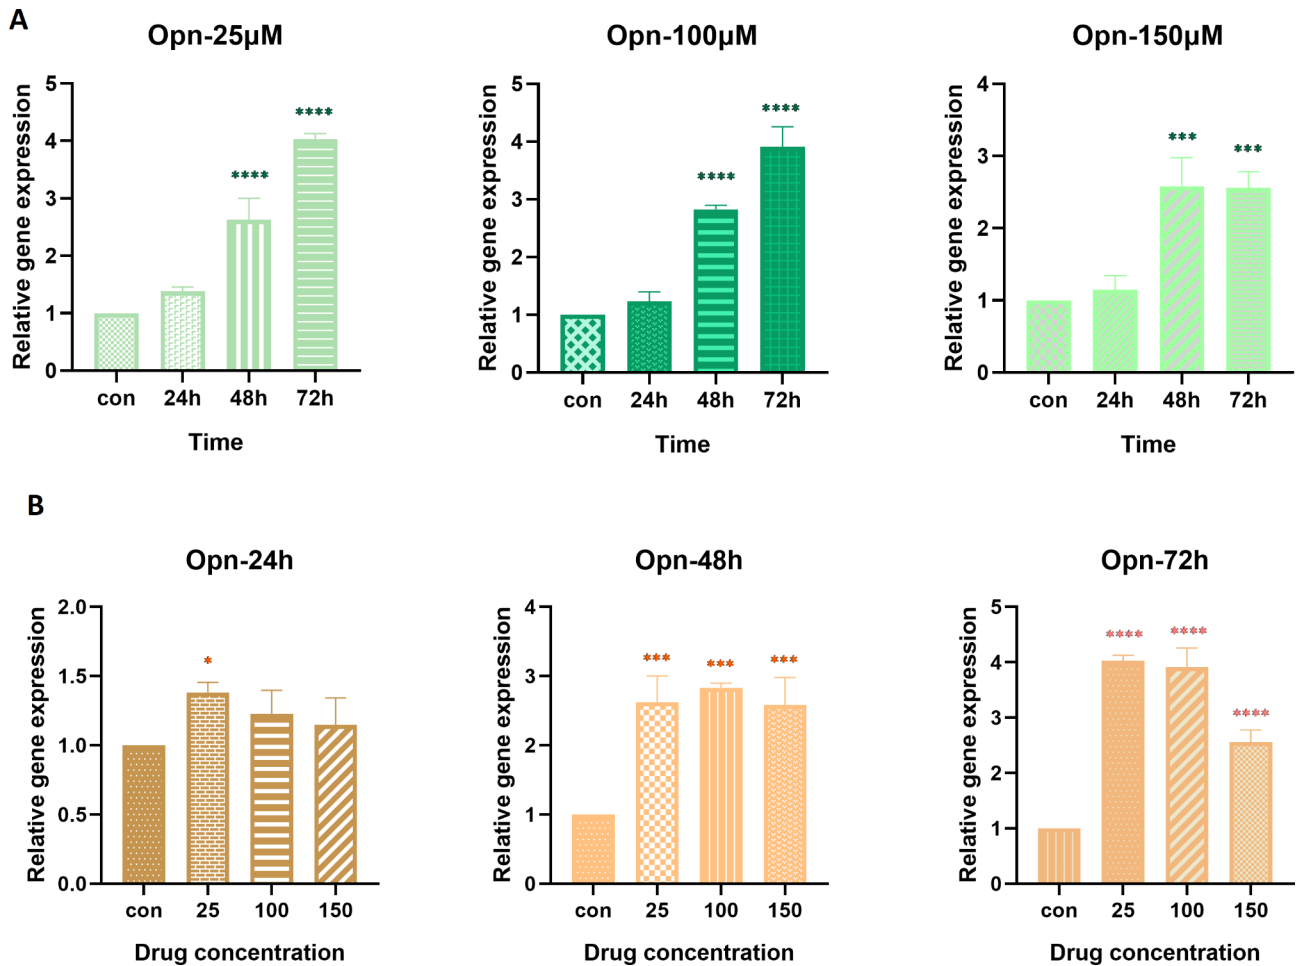 A
Opn-25µM
Opn-100µM
Opn-150µM
Relative gene expression
5
4
3
2
1
0
****
****
con 24h 48h 72h
Time
Relative gene expression
5
4
3
2
1
0
****
****
con 24h 48h 72h
Time
Relative gene expression
4
3
2
1
0
***
***
con 24h 48h 72h
Time
B
Opn-24h
Opn-48h
Opn-72h
Relative gene expression
2.0
1.5
1.0
0.5
0.0
*
con 25 100 150
Drug concentration
Relative gene expression
4
3
2
1
0
*** *** ***
con 25 100 150
Drug concentration
Relative gene expression
5
4
3
2
1
0
**** ****
****
con 25 100 150
Drug concentration